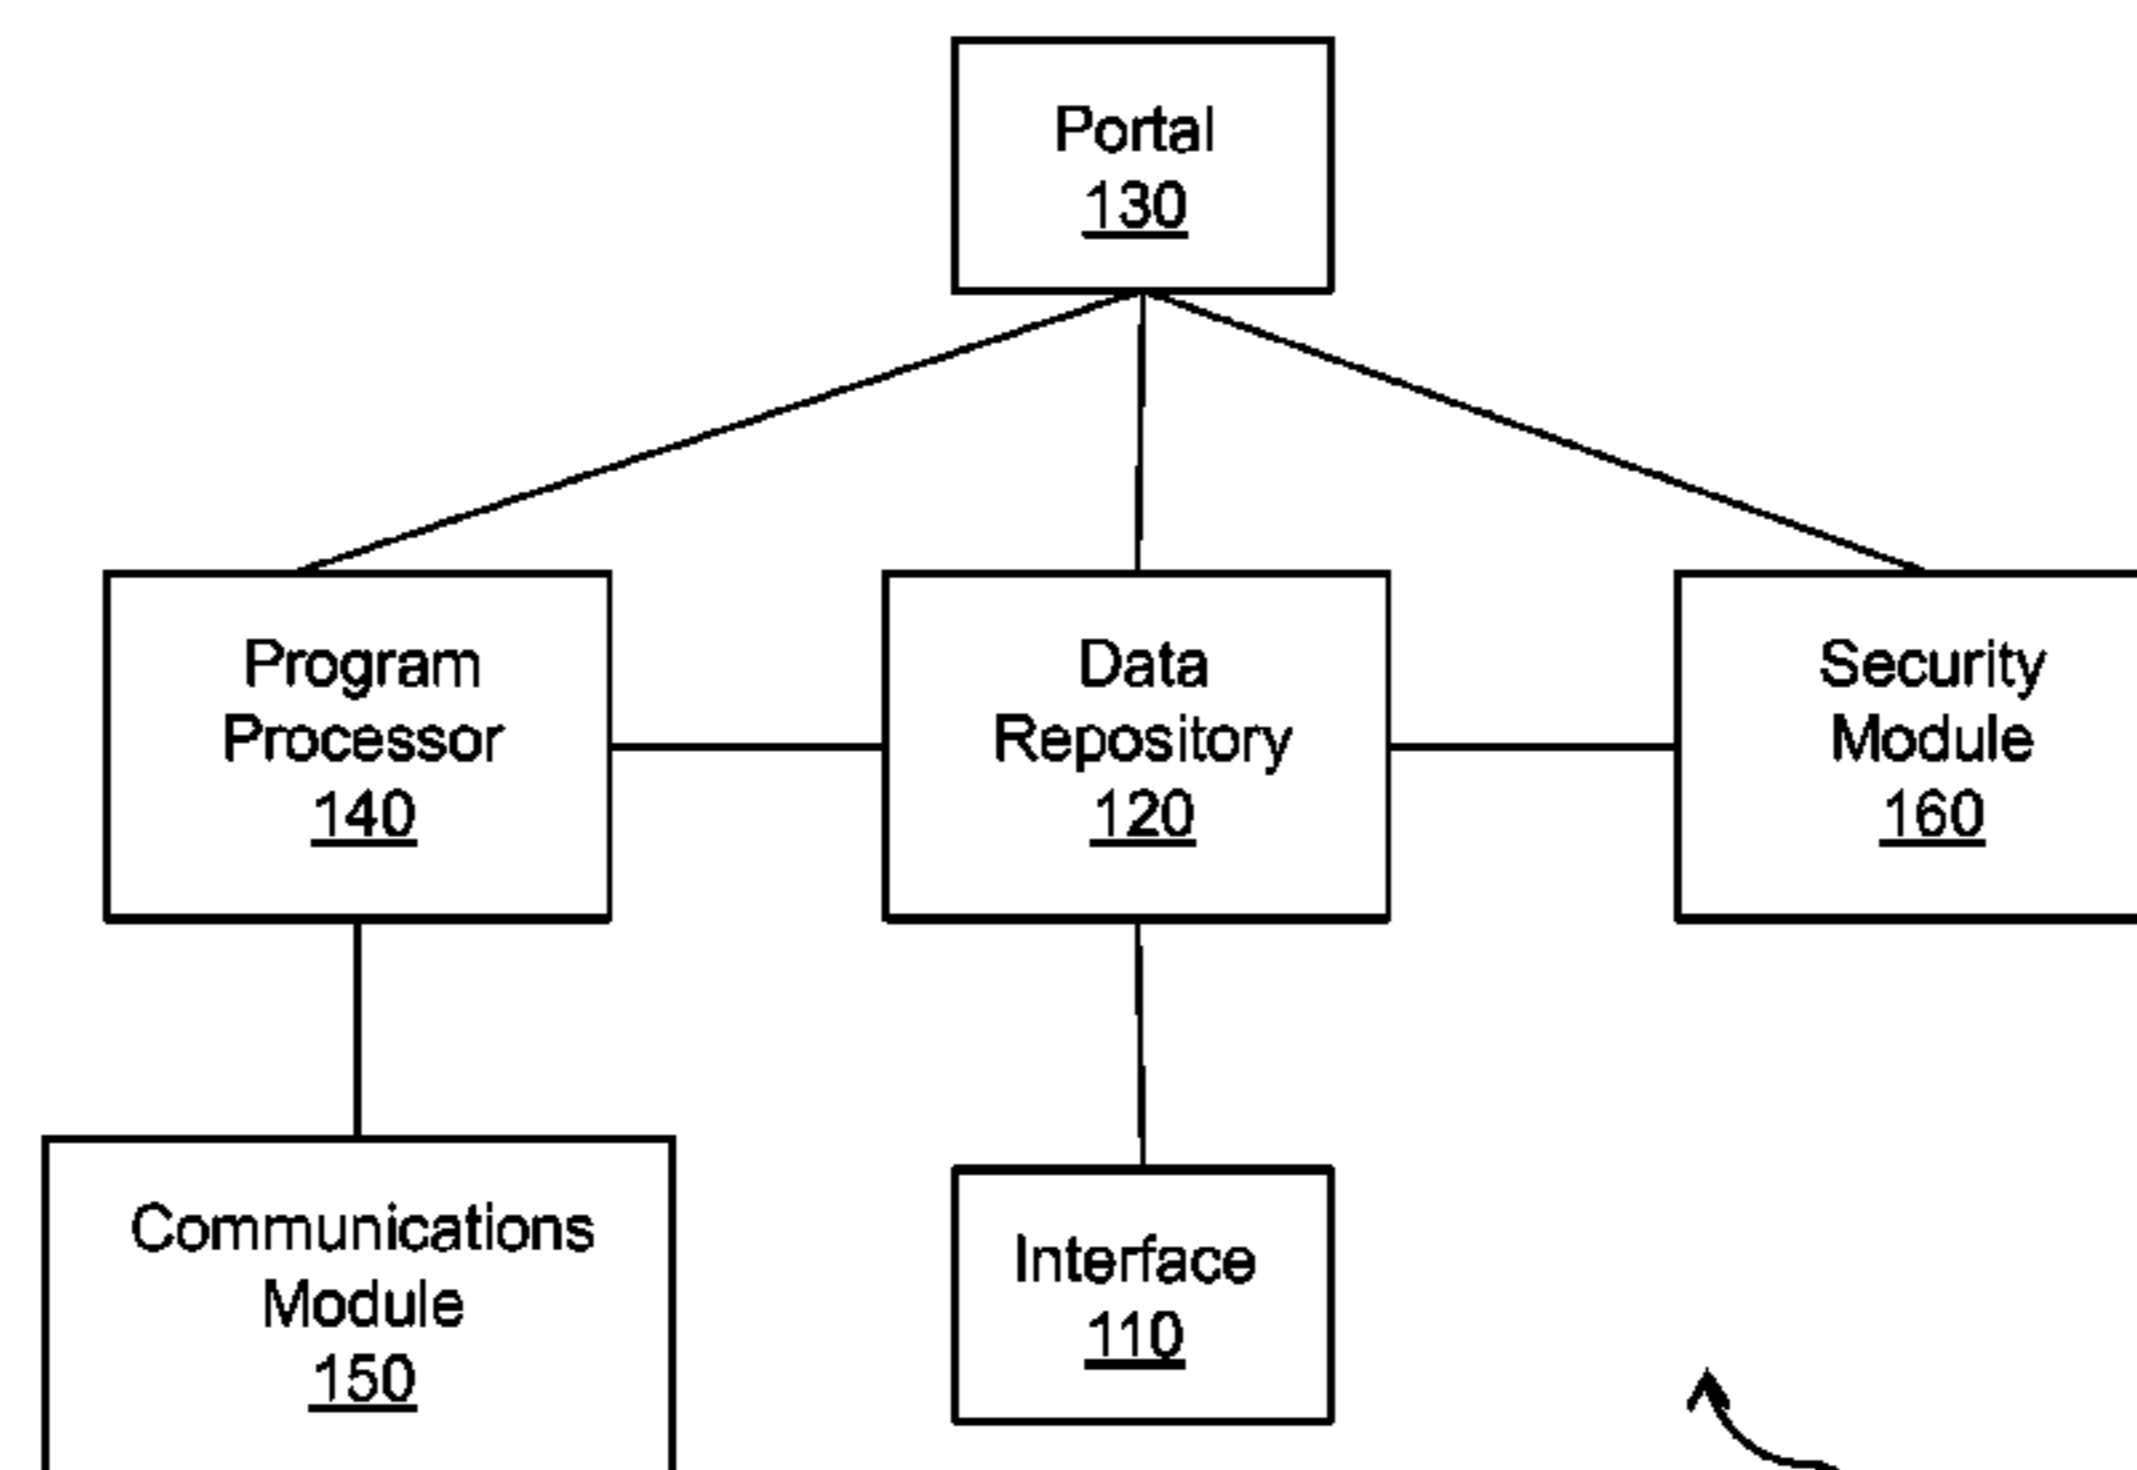 Portal
130
Program
Processor
140
Data
Repository
120
Security
Module
160
Communications
Module
150
Interface
110